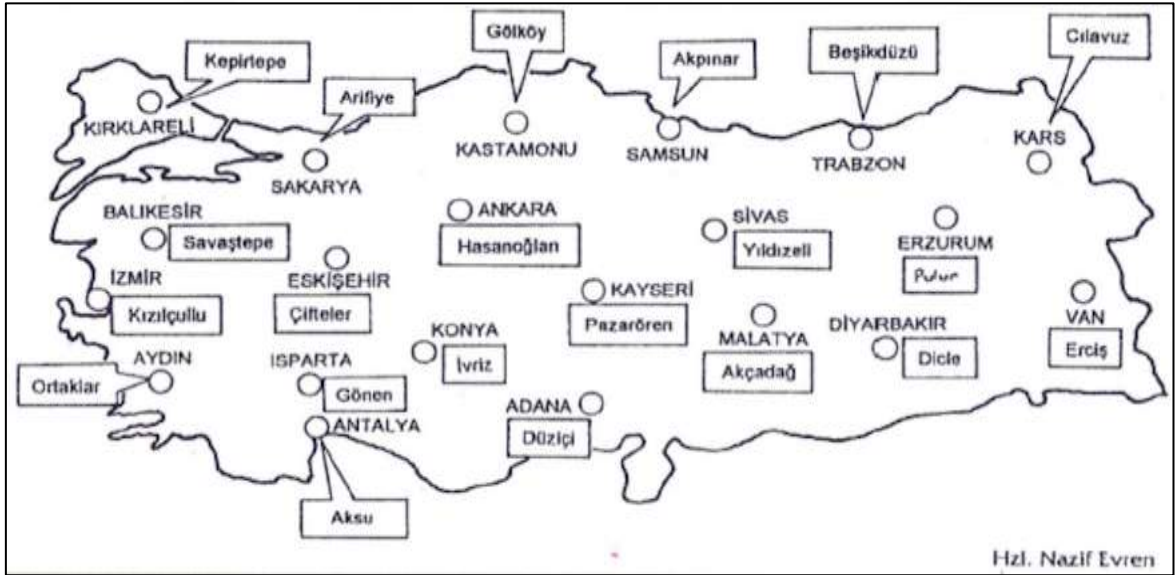 Kepirtepe
Gölköy
Akpınar
Beşikdüzü
Cılavuz
Arifiye
KIRKLARELİ
KASTAMONU
SAMSUN
TRABZON
KARS
SAKARYA
BALIKESİR
Savaştepe
ANKARA
Hasanoğlan
SİVAS
Yıldızeli
ERZURUM
Pulur
İZMİR
Kızılçullu
ESKİŞEHİR
Çifteler
KAYSERİ
Pazarören
MALATYA
Akçadağ
DİYARBAKIR
Dicle
VAN
Erciş
KONYA
İvriz
AYDIN
Ortaklar
ISPARTA
Gönen
ANTALYA
Aksu
ADANA
Düziçi
Hzl. Nazif Evren